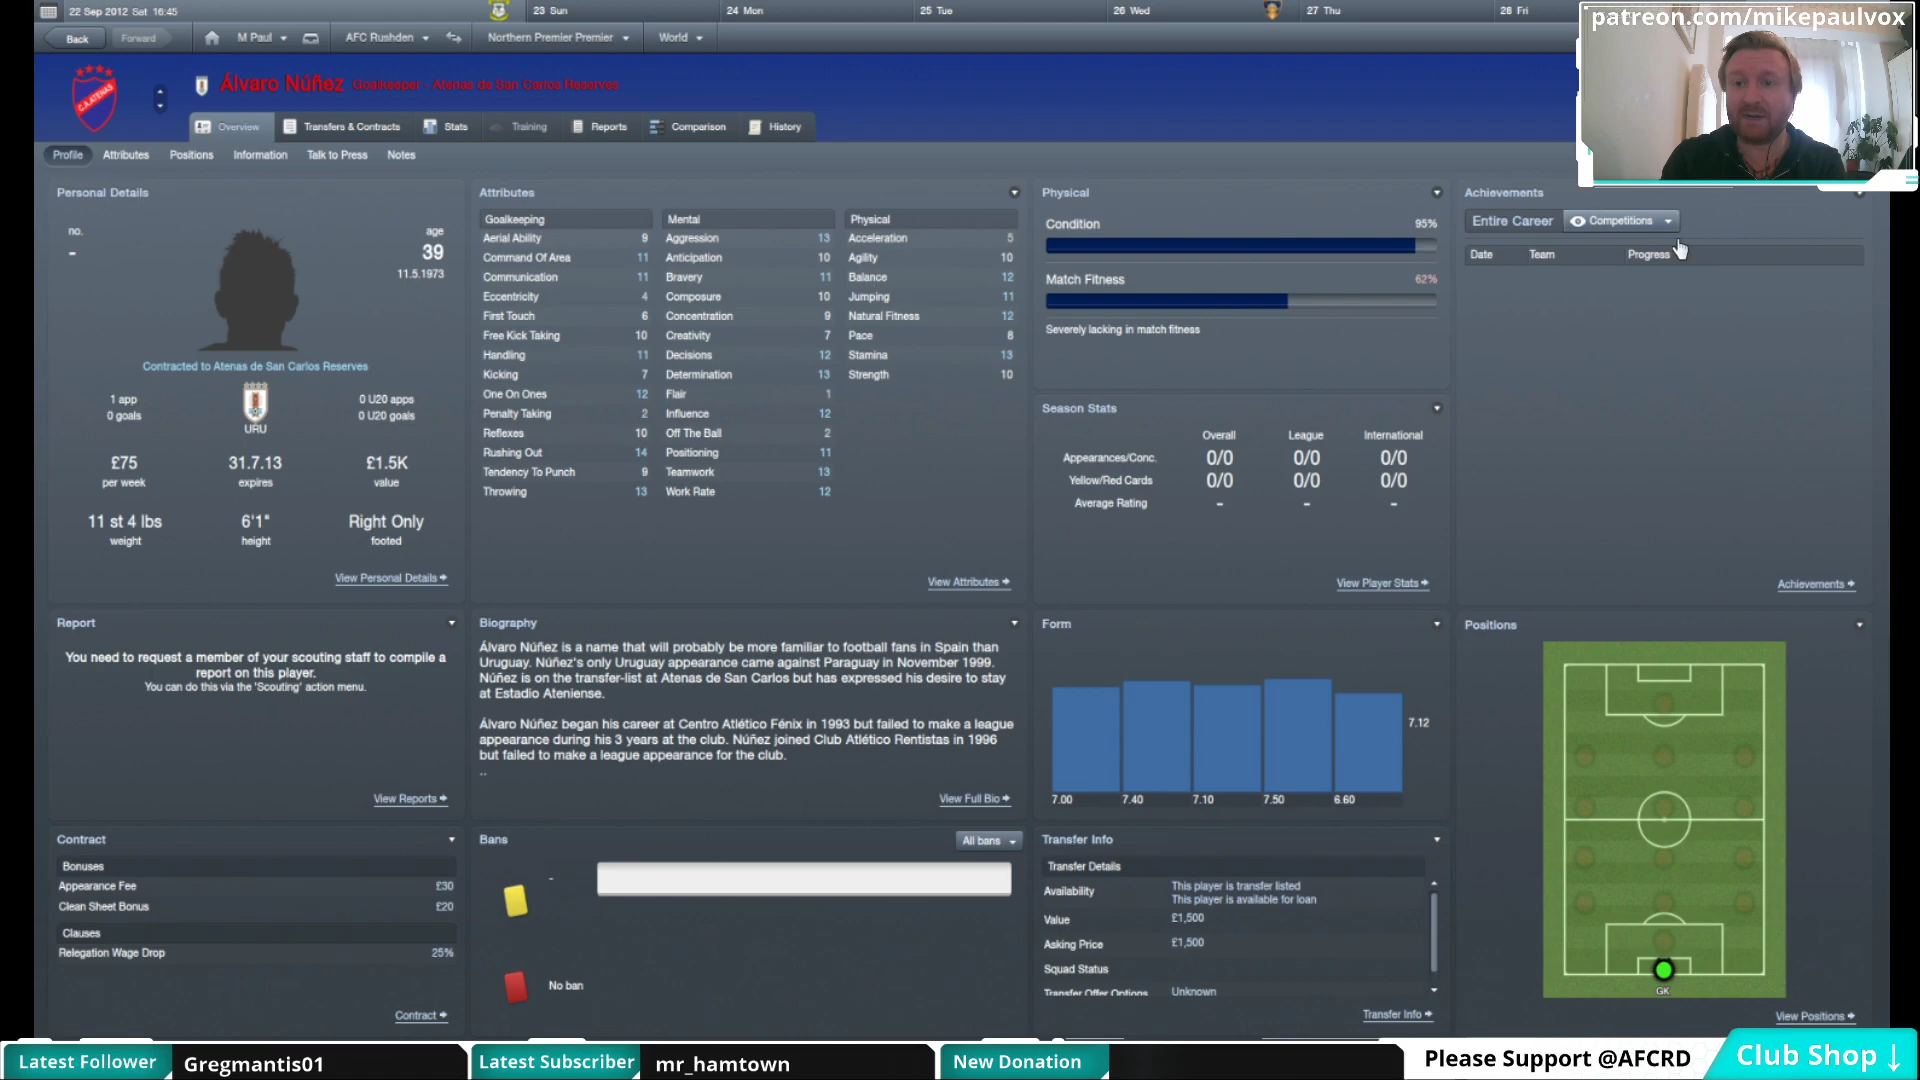 22 Sep 2012 Sat 16:45
23 Sun
24 Mon
25 Tue
26 Wed
27 Thu
28 Fri
patreon.com/mikepaulvox
Back
Forward
M Paul
AFC Rushden
Northern Premier Premier
World
C.A.ATENAS
Álvaro Núñez Goalkeeper - Atenas de San Carlos Reserves
Overview
Transfers & Contracts
Stats
Training
Reports
Comparison
History
Profile
Attributes
Positions
Information
Talk to Press
Notes
Personal Details
no.
-
age
39
11.5.1973
Contracted to Atenas de San Carlos Reserves
1 app
0 goals
URU
0 U20 apps
0 U20 goals
£75
per week
31.7.13
expires
£1.5K
value
11 st 4 lbs
weight
6'1"
height
Right Only
footed
View Personal Details
Attributes
Goalkeeping
Aerial Ability 9
Command Of Area 11
Communication 11
Eccentricity 4
First Touch 6
Free Kick Taking 10
Handling 11
Kicking 7
One On Ones 12
Penalty Taking 2
Reflexes 10
Rushing Out 14
Tendency To Punch 9
Throwing 13
Mental
Aggression 13
Anticipation 10
Bravery 11
Composure 10
Concentration 9
Creativity 7
Decisions 12
Determination 13
Flair 1
Influence 12
Off The Ball 2
Positioning 11
Teamwork 13
Work Rate 12
Physical
Acceleration 5
Agility 10
Balance 12
Jumping 11
Natural Fitness 12
Pace 8
Stamina 13
Strength 10
View Attributes
Physical
Condition 95%
Match Fitness 62%
Severely lacking in match fitness
Season Stats
Overall League International
Appearances/Conc. 0/0 0/0 0/0
Yellow/Red Cards 0/0 0/0 0/0
Average Rating - - -
View Player Stats
Achievements
Entire Career Competitions
Date Team Progress
Achievements
Report
You need to request a member of your scouting staff to compile a
report on this player.
You can do this via the 'Scouting' action menu.
View Reports
Biography
Álvaro Núñez is a name that will probably be more familiar to football fans in Spain than
Uruguay. Núñez's only Uruguay appearance came against Paraguay in November 1999.
Núñez is on the transfer-list at Atenas de San Carlos but has expressed his desire to stay
at Estadio Ateniense.
Álvaro Núñez began his career at Centro Atlético Fénix in 1993 but failed to make a league
appearance during his 3 years at the club. Núñez joined Club Atlético Rentistas in 1996
but failed to make a league appearance for the club.
..
View Full Bio
Form
7.12
7.00 7.40 7.10 7.50 6.60
Positions
GK
View Positions
Contract
Bonuses
Appearance Fee £30
Clean Sheet Bonus £20
Clauses
Relegation Wage Drop 25%
Contract
Bans
All bans
-
No ban
Transfer Info
Transfer Details
Availability This player is transfer listed
This player is available for loan
Value £1,500
Asking Price £1,500
Squad Status
Transfer Offer Options Unknown
Transfer Info
Latest Follower
Gregmantis01
Latest Subscriber
mr_hamtown
New Donation
Please Support @AFCRD
Club Shop ↓